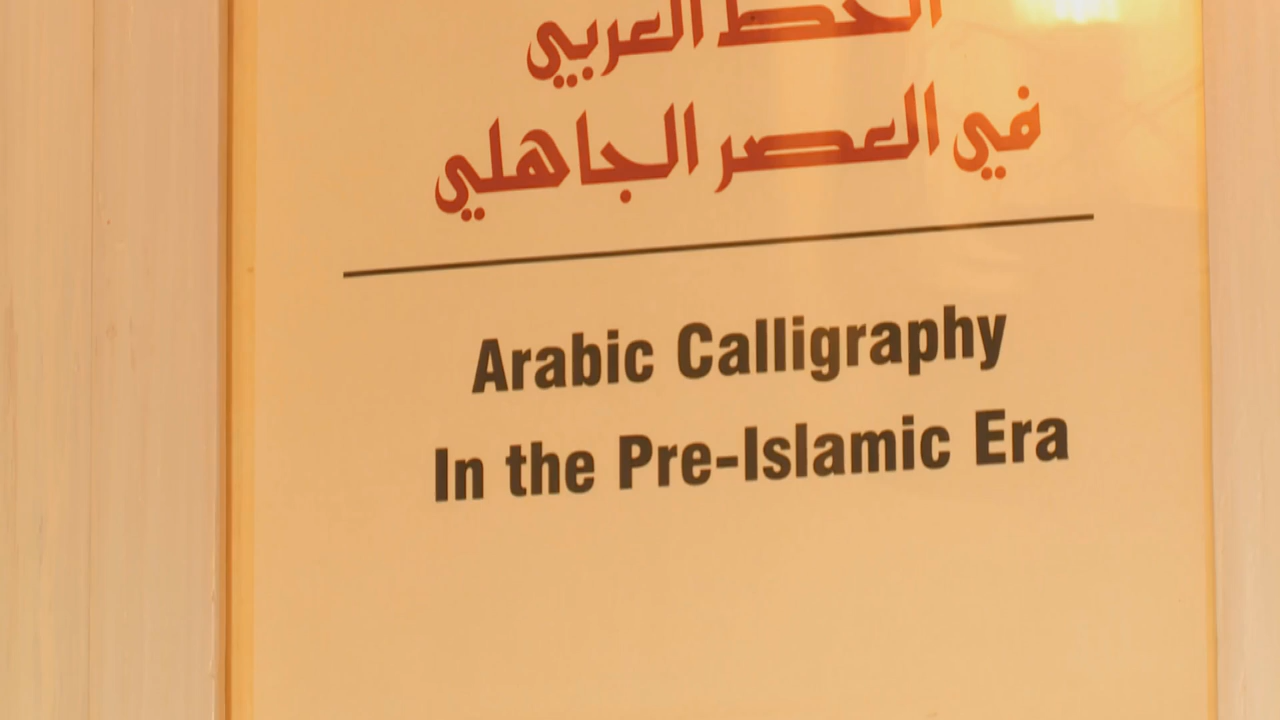 الخط العربي
في العصر الجاهلي
Arabic Calligraphy
In the Pre-Islamic Era